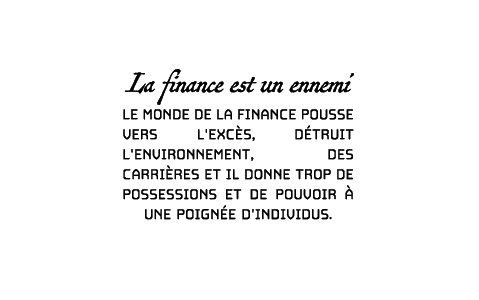 La finance est un ennemi
LE MONDE DE LA FINANCE POUSSE
VERS L'EXCÈS, DÉTRUIT
L'ENVIRONNEMENT, DES
CARRIÈRES ET IL DONNE TROP DE
POSSESSIONS ET DE POUVOIR À
UNE POIGNÉE D'INDIVIDUS.